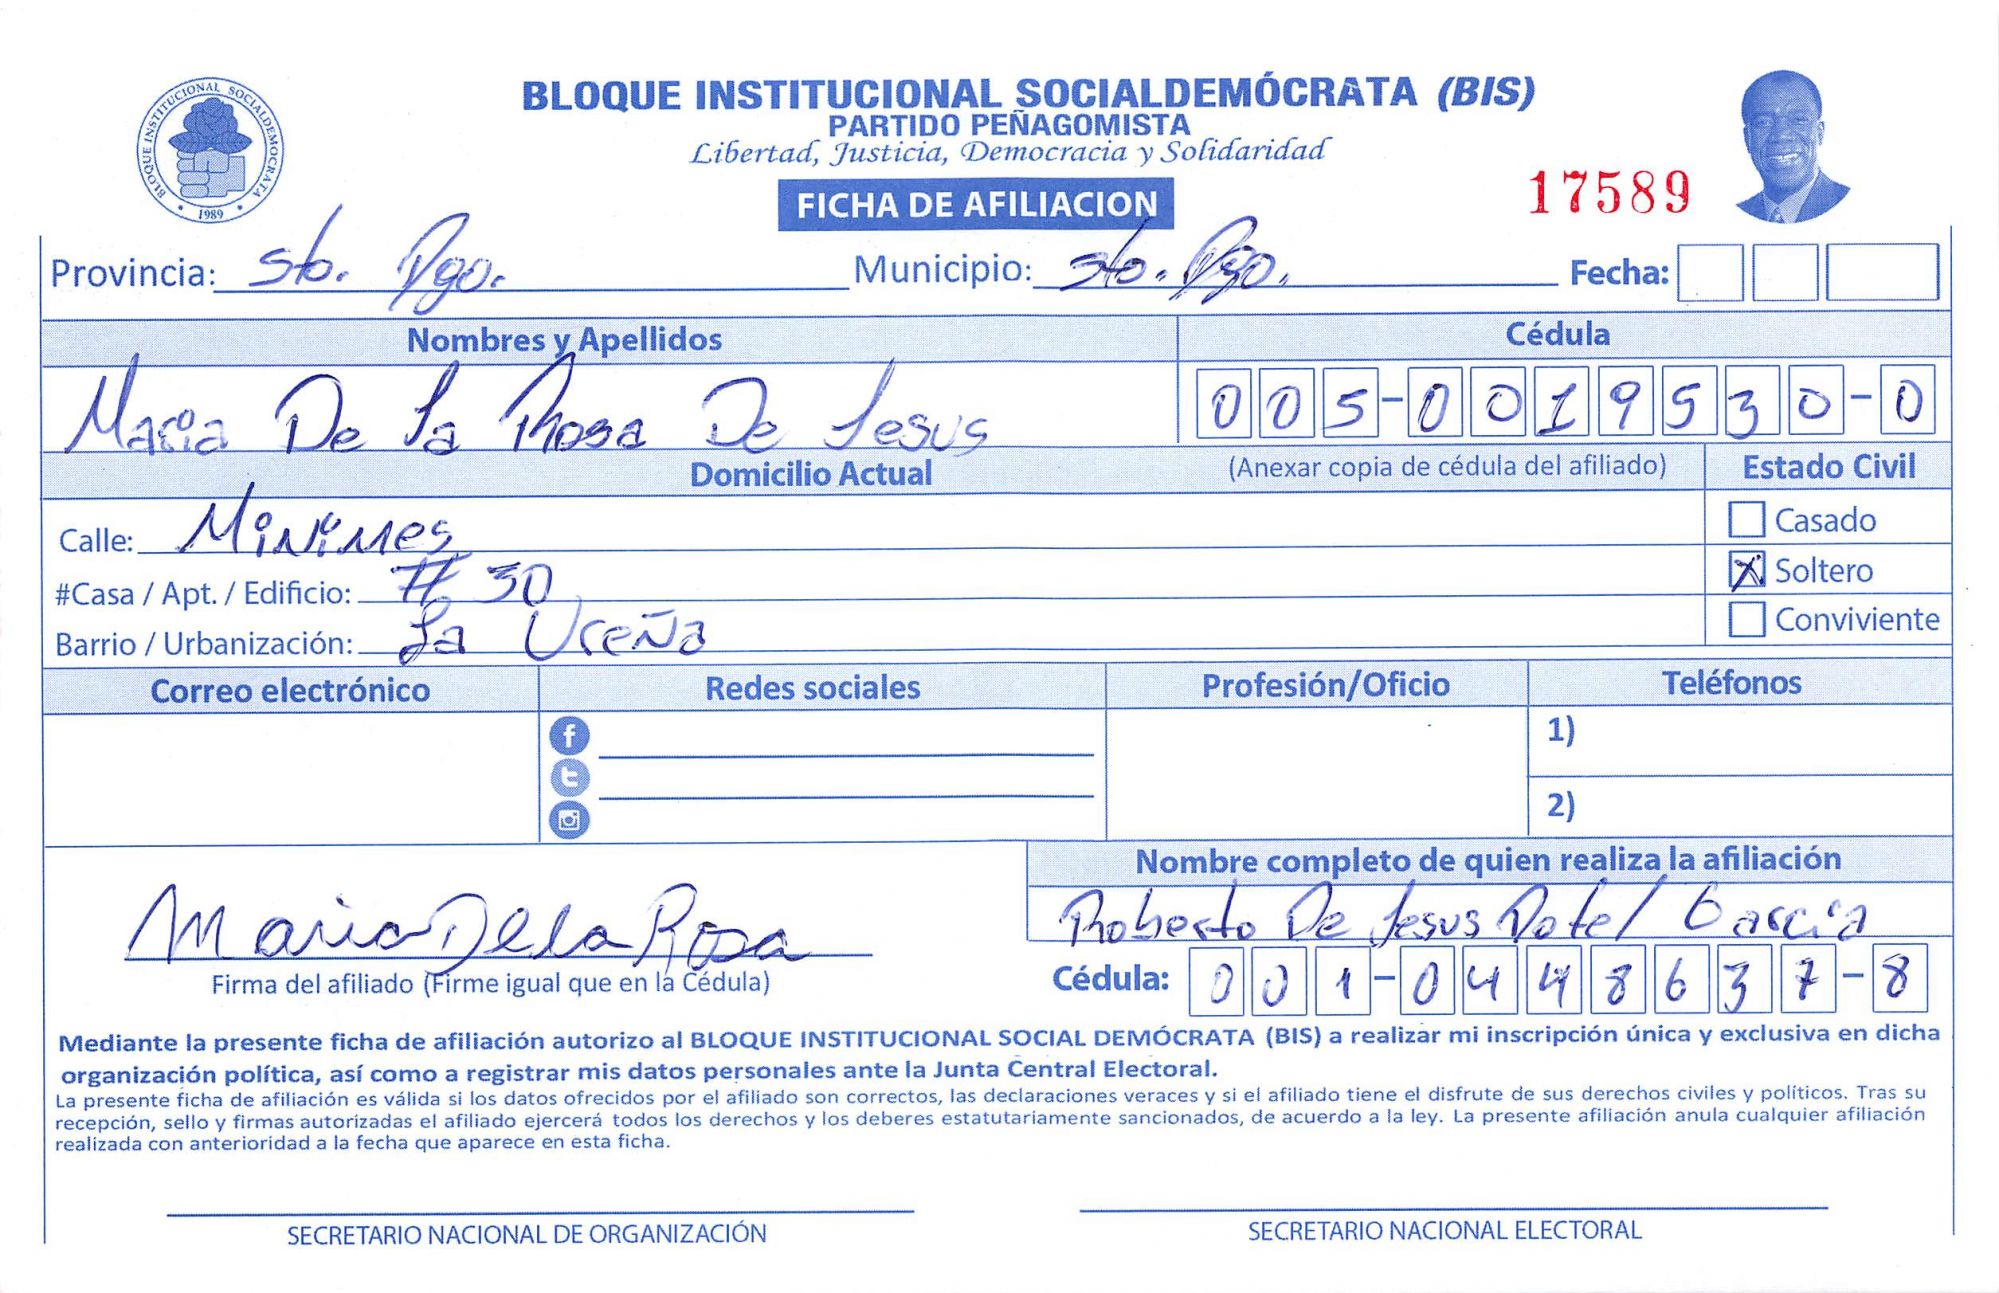 BLOQUE INSTITUCIONAL SOCIALDEMOCRATA
1989
BLOQUE INSTITUCIONAL SOCIALDEMÓCRATA (BIS)
PARTIDO PEÑAGOMISTA
Libertad, Justicia, Democracia y Solidaridad
FICHA DE AFILIACION
17589
Provincia: Sto. Dgo. Municipio: Sto. Dgo. Fecha:
Nombres y Apellidos Cédula
Maria De La Rosa De Jesus 005-0019530-0
Domicilio Actual (Anexar copia de cédula del afiliado) Estado Civil
Calle: Minimes Casado
#Casa / Apt. / Edificio: # 30 X Soltero
Barrio / Urbanización: La Ureña Conviviente
Correo electrónico Redes sociales Profesión/Oficio Teléfonos
1)
2)
Nombre completo de quien realiza la afiliación
Roberto De Jesus Dotel Garcia
Maria De la Rosa
Firma del afiliado (Firme igual que en la Cédula) Cédula: 001-0448637-8
Mediante la presente ficha de afiliación autorizo al BLOQUE INSTITUCIONAL SOCIAL DEMÓCRATA (BIS) a realizar mi inscripción única y exclusiva en dicha
organización política, así como a registrar mis datos personales ante la Junta Central Electoral.
La presente ficha de afiliación es válida si los datos ofrecidos por el afiliado son correctos, las declaraciones veraces y si el afiliado tiene el disfrute de sus derechos civiles y políticos. Tras su
recepción, sello y firmas autorizadas el afiliado ejercerá todos los derechos y los deberes estatutariamente sancionados, de acuerdo a la ley. La presente afiliación anula cualquier afiliación
realizada con anterioridad a la fecha que aparece en esta ficha.
SECRETARIO NACIONAL DE ORGANIZACIÓN SECRETARIO NACIONAL ELECTORAL